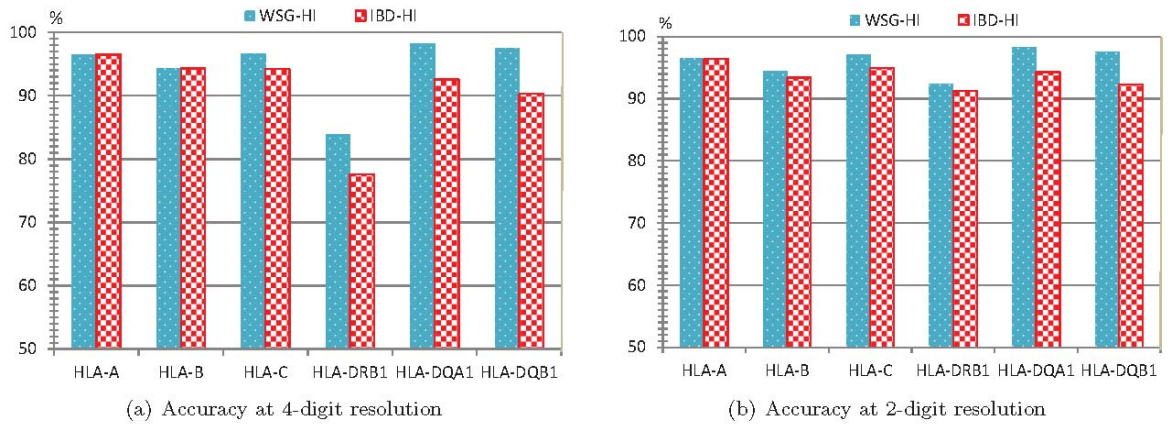 % WSG-HI IBD-HI
100
90
80
70
60
50
HLA-A HLA-B HLA-C HLA-DRB1 HLA-DQA1 HLA-DQB1
(a) Accuracy at 4-digit resolution
% WSG-HI IBD-HI
100
90
80
70
60
50
HLA-A HLA-B HLA-C HLA-DRB1 HLA-DQA1 HLA-DQB1
(b) Accuracy at 2-digit resolution